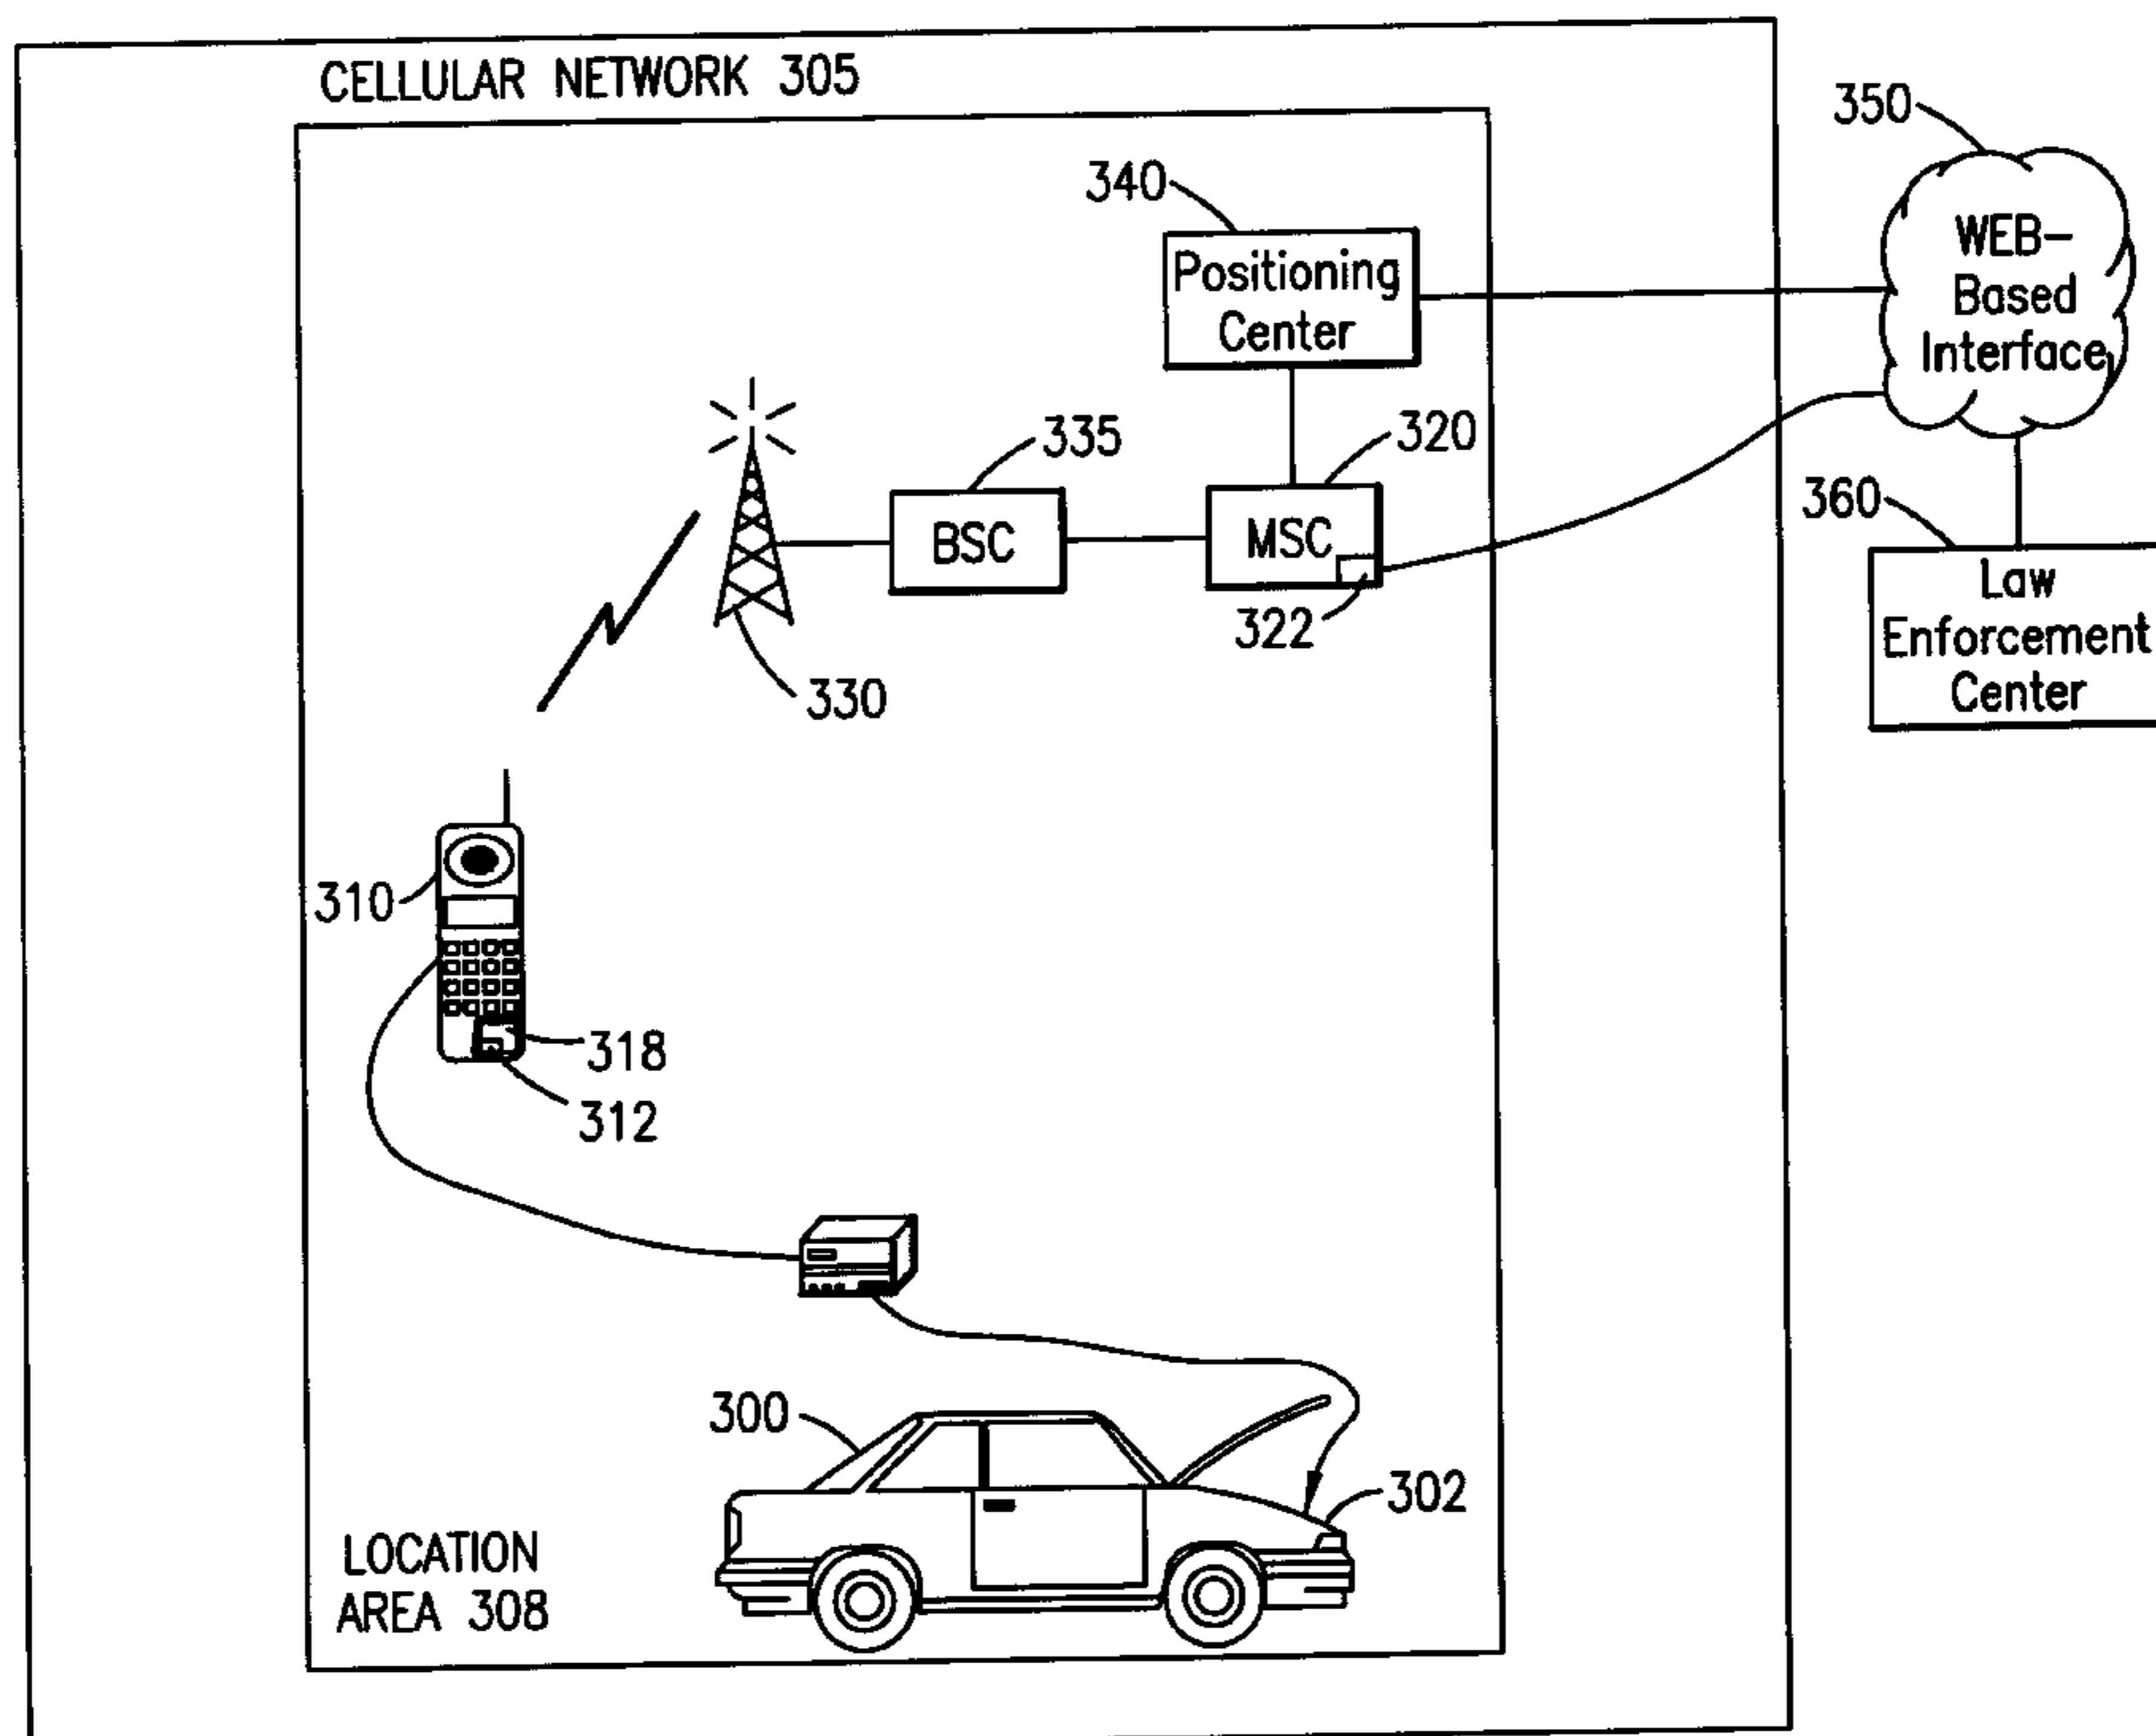 CELLULAR NETWORK 305
350
340
WEB-
Based
Interface
Positioning
Center
335
320
360
BSC
MSC
322
Law
Enforcement
Center
330
310
318
312
300
302
LOCATION
AREA 308